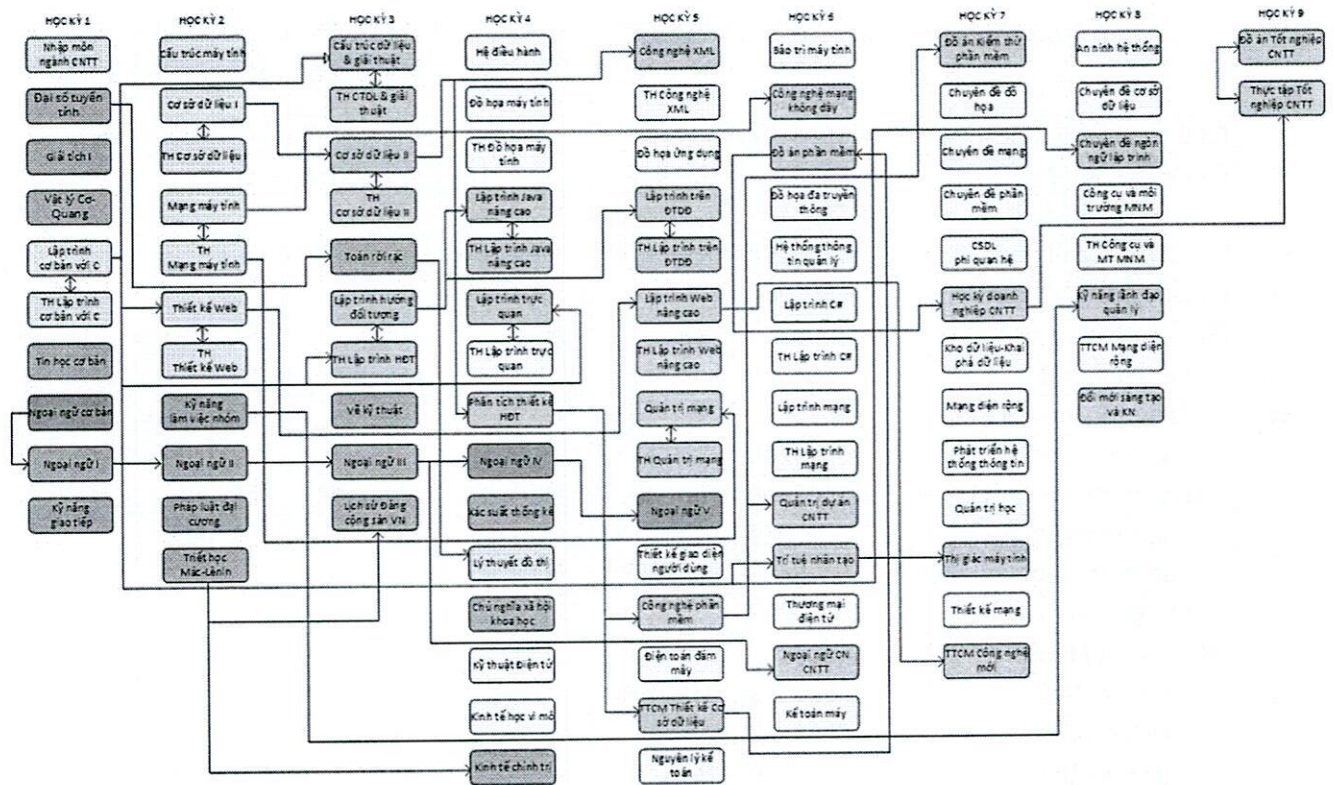 HỌC KỲ 1
Nhập môn
ngành CNTT
Đại số tuyến
tính
Giải tích I
Vật lý Cơ-
Quang
Lập trình
cơ bản với C
TH Lập trình
cơ bản với C
Tin học cơ bản
Ngoại ngữ cơ bản
Ngoại ngữ I
Kỹ năng
giao tiếp
HỌC KỲ 2
Cấu trúc máy tính
Cơ sở dữ liệu I
TH Cơ sở dữ liệu
Mạng máy tính
TH
Mạng máy tính
Thiết kế Web
TH
Thiết kế Web
Kỹ năng
làm việc nhóm
Ngoại ngữ II
Pháp luật đại
cương
Triết học
Mác-Lênin
HỌC KỲ 3
Cấu trúc dữ liệu
& giải thuật
TH CTDL & giải
thuật
Cơ sở dữ liệu II
TH
Cơ sở dữ liệu II
Toán rời rạc
Lập trình hướng
đối tượng
TH Lập trình HĐT
Vẽ kỹ thuật
Ngoại ngữ III
Lịch sử Đảng
cộng sản VN
HỌC KỲ 4
Hệ điều hành
Đồ họa máy tính
TH Đồ họa máy
tính
Lập trình Java
nâng cao
TH Lập trình Java
nâng cao
Lập trình trực
quan
TH Lập trình trực
quan
Phân tích thiết kế
HĐT
Ngoại ngữ IV
Xác suất thống kê
Lý thuyết đồ thị
Chủ nghĩa xã hội
khoa học
Kỹ thuật Điện tử
Kinh tế học vi mô
Kinh tế chính trị
HỌC KỲ 5
Công nghệ XML
TH Công nghệ
XML
Đồ họa ứng dụng
Lập trình trên
ĐTDĐ
TH Lập trình trên
ĐTDĐ
Lập trình Web
nâng cao
TH Lập trình Web
nâng cao
Quản trị mạng
TH Quản trị mạng
Ngoại ngữ V
Thiết kế giao diện
người dùng
Công nghệ phần
mềm
Điện toán đám
mây
TTCM Thiết kế Cơ
sở dữ liệu
Nguyên lý kế
toán
HỌC KỲ 6
Bảo trì máy tính
Công nghệ mạng
không dây
Đồ án phần mềm
Đồ họa đa truyền
thông
Hệ thống thông
tin quản lý
Lập trình C#
TH Lập trình C#
Lập trình mạng
TH Lập trình
mạng
Quản trị dự án
CNTT
Trí tuệ nhân tạo
Thương mại
điện tử
Ngoại ngữ CN
CNTT
Kế toán máy
HỌC KỲ 7
Đồ án Kiểm thử
phần mềm
Chuyên đề đồ
họa
Chuyên đề mạng
Chuyên đề phần
mềm
CSDL
phi quan hệ
Học kỳ doanh
nghiệp CNTT
Kho dữ liệu-Khai
phá dữ liệu
Mạng diện rộng
Phát triển hệ
thống thông tin
Quản trị học
Thị giác máy tính
Thiết kế mạng
TTCM Công nghệ
mới
HỌC KỲ 8
An ninh hệ thống
Chuyên đề cơ sở
dữ liệu
Chuyên đề ngôn
ngữ lập trình
Công cụ và môi
trường MNM
TH Công cụ và
MT MNM
Kỹ năng lãnh đạo
quản lý
TTCM Mạng diện
rộng
Đổi mới sáng tạo
và KN
HỌC KỲ 9
Đồ án Tốt nghiệp
CNTT
Thực tập Tốt
nghiệp CNTT